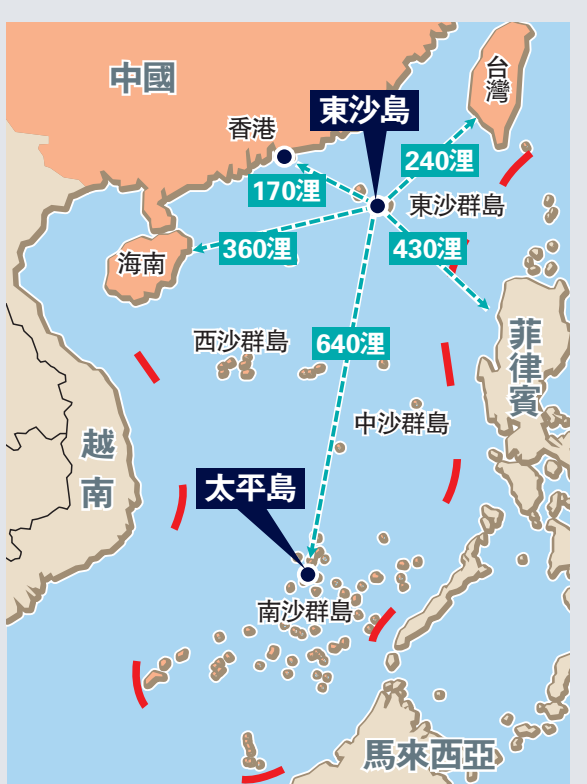 中國
台灣
香港
東沙島
240浬
170浬
東沙群島
360浬
430浬
海南
西沙群島
640浬
菲律賓
中沙群島
越南
太平島
南沙群島
馬來西亞